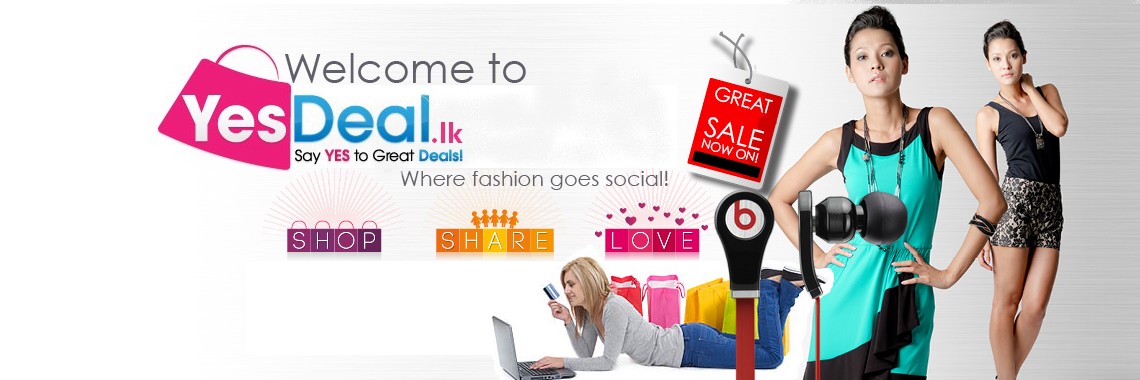 Welcome to
YesDeal.lk
Say YES to Great Deals!
Where fashion goes social!
SHOP
SHARE
LOVE
GREAT
SALE
NOW ON!
b